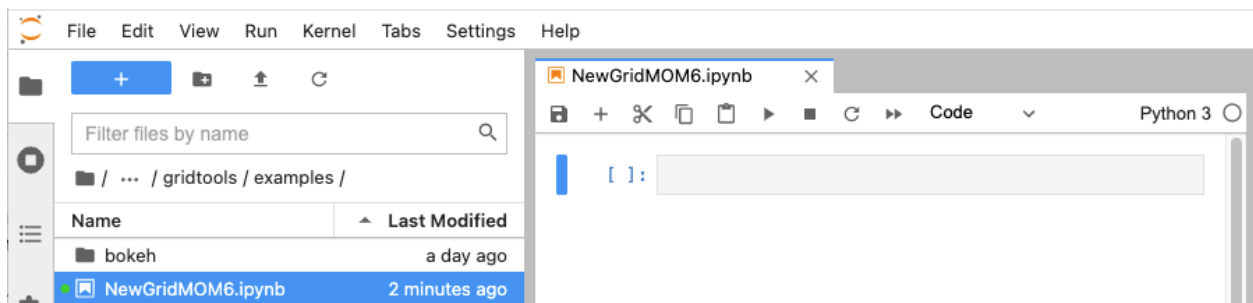 File Edit View Run Kernel Tabs Settings Help
+
Filter files by name
/ ··· / gridtools / examples /
Name Last Modified
bokeh a day ago
NewGridMOM6.ipynb 2 minutes ago
NewGridMOM6.ipynb ×
+ Code Python 3
[ ]: